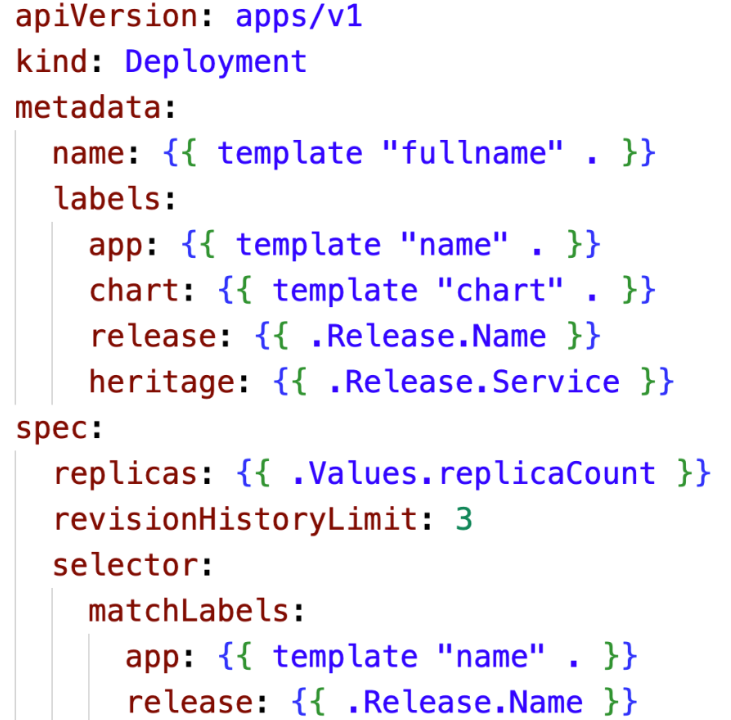 apiVersion: apps/v1
kind: Deployment
metadata:
  name: {{ template "fullname" . }}
  labels:
    app: {{ template "name" . }}
    chart: {{ template "chart" . }}
    release: {{ .Release.Name }}
    heritage: {{ .Release.Service }}
spec:
  replicas: {{ .Values.replicaCount }}
  revisionHistoryLimit: 3
  selector:
    matchLabels:
      app: {{ template "name" . }}
      release: {{ .Release.Name }}